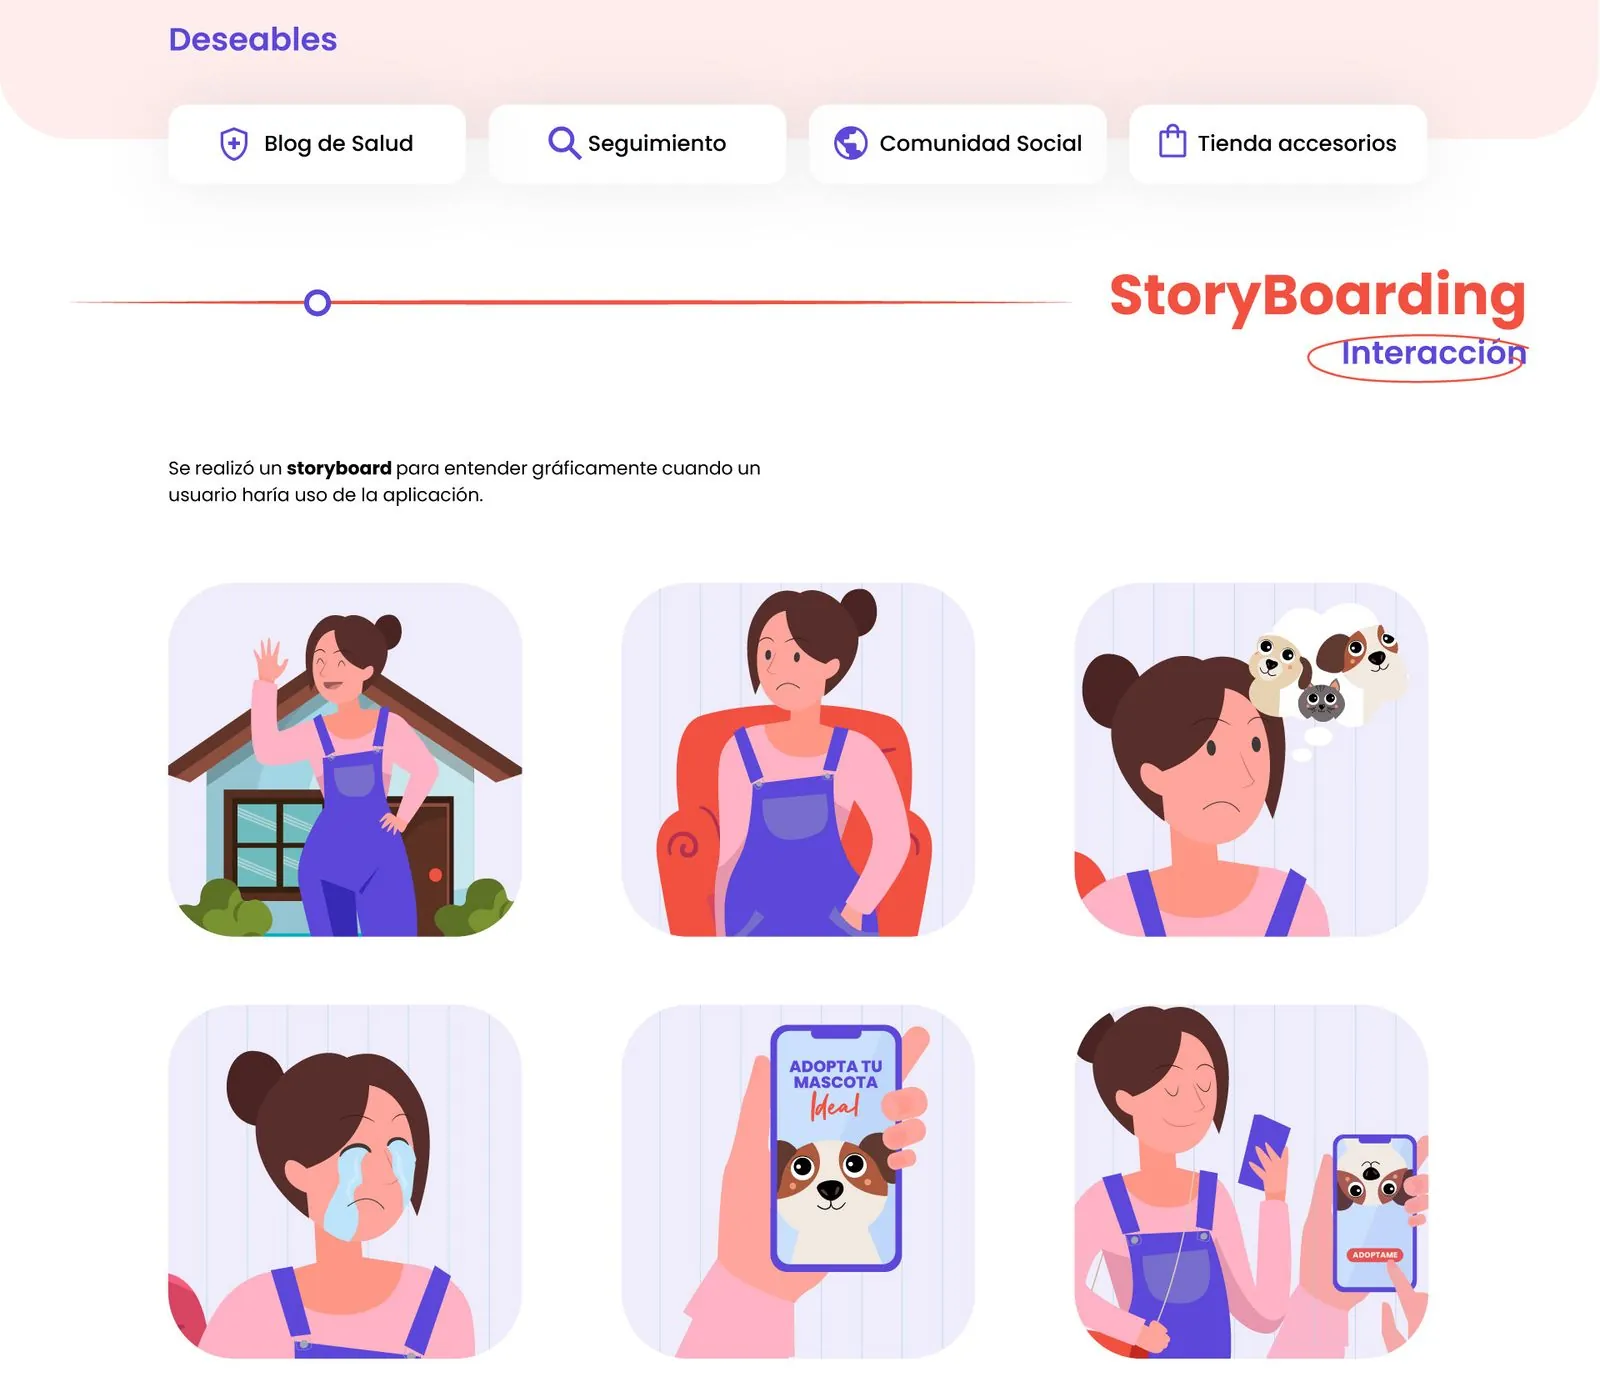 Deseables
Blog de Salud
Seguimiento
Comunidad Social
Tienda accesorios
StoryBoarding
Interacción
Se realizó un storyboard para entender gráficamente cuando un
usuario haría uso de la aplicación.
ADOPTA TU
MASCOTA
Ideal
ADOPTAME